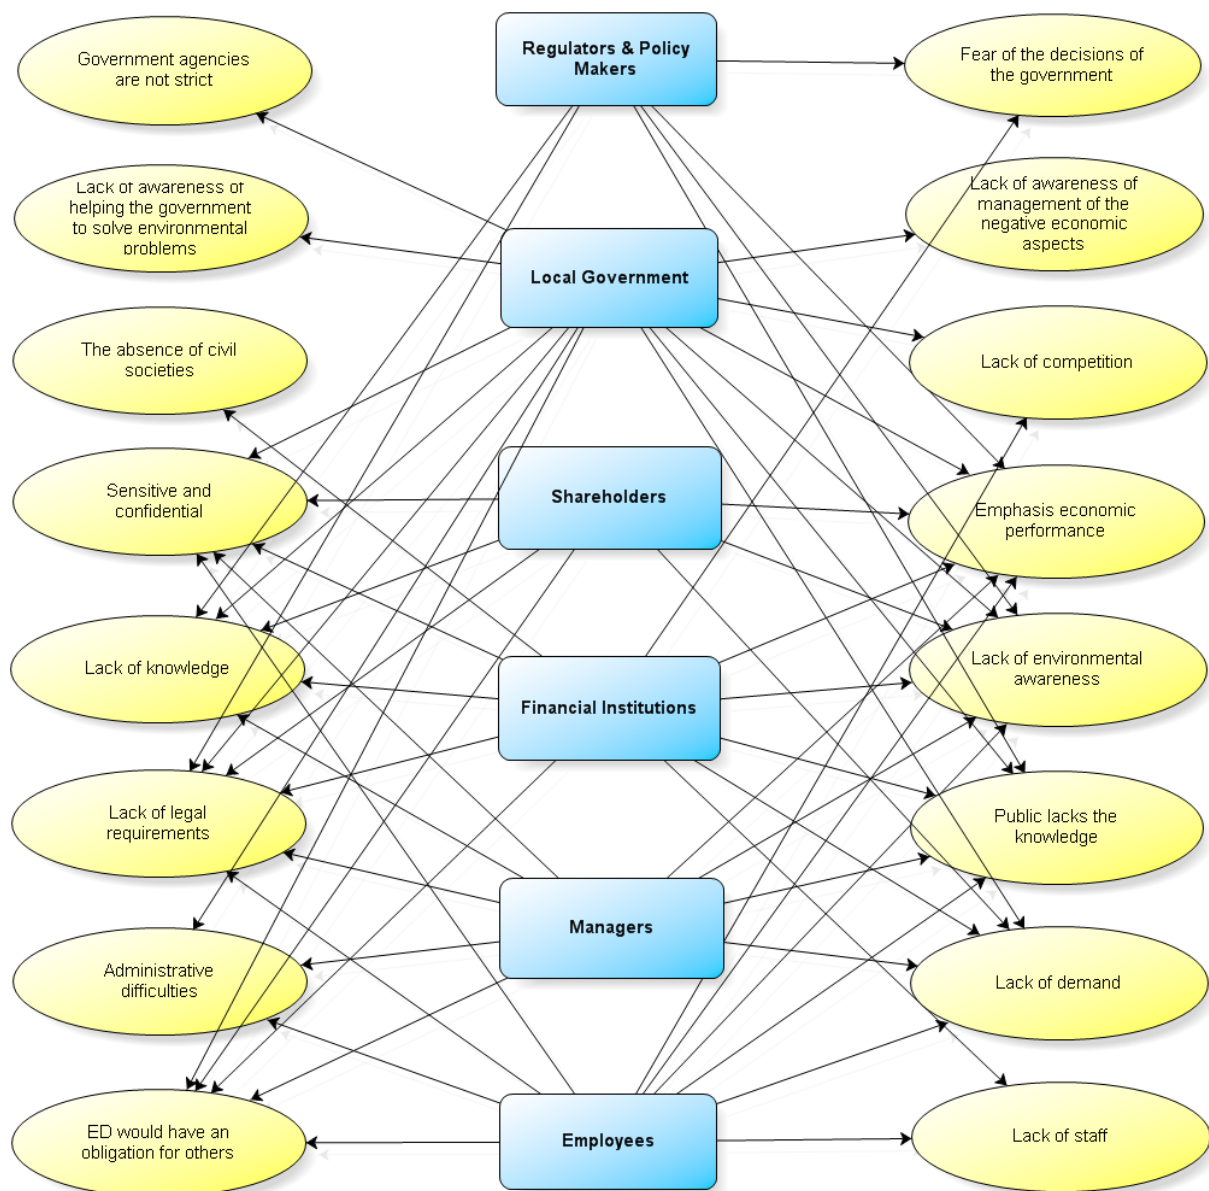 Government agencies
are not strict
Regulators & Policy
Makers
Fear of the decisions of
the government
Lack of awareness of
helping the government
to solve environmental
problems
Local Government
Lack of awareness of
management of the
negative economic
aspects
The absence of civil
societies
Lack of competition
Sensitive and
confidential
Shareholders
Emphasis economic
performance
Lack of knowledge
Financial Institutions
Lack of environmental
awareness
Lack of legal
requirements
Managers
Public lacks the
knowledge
Administrative
difficulties
Lack of demand
ED would have an
obligation for others
Employees
Lack of staff